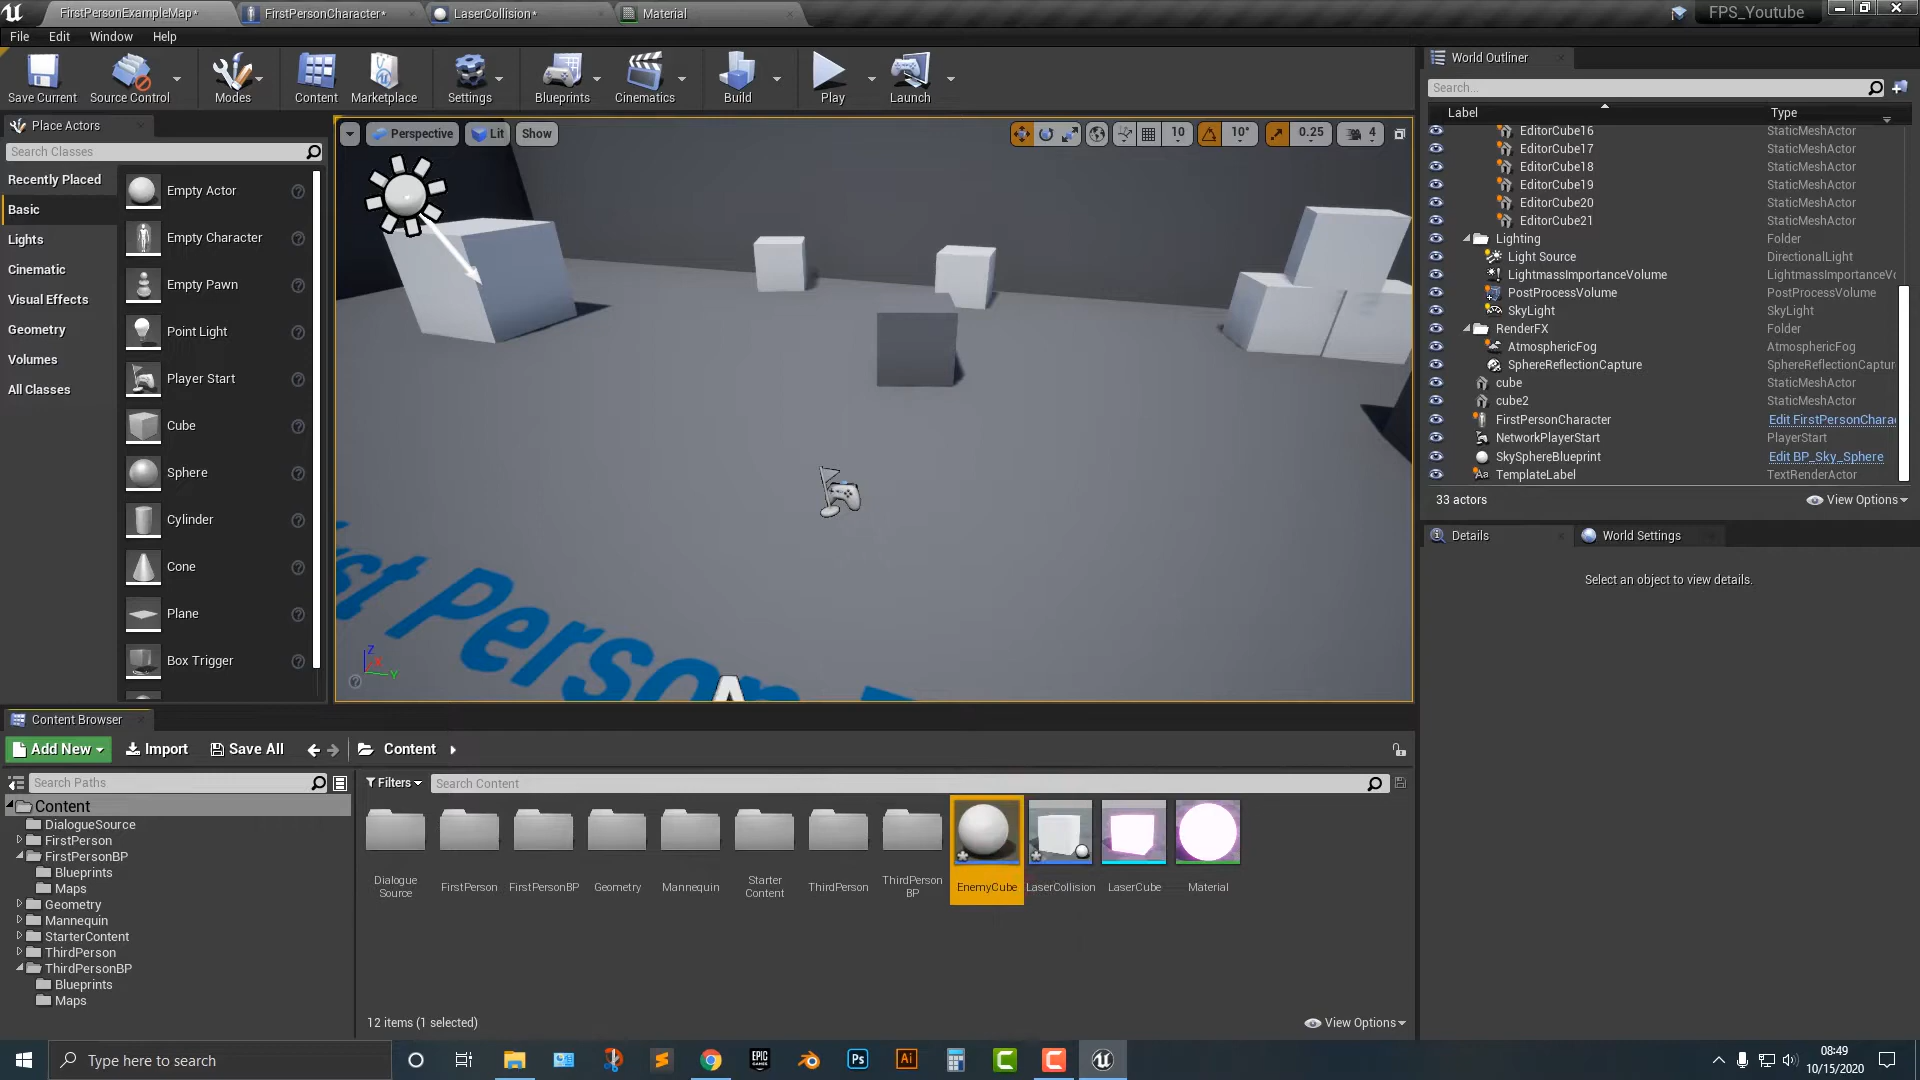 FirstPersonExampleMap*
FirstPersonCharacter*
LaserCollision*
Material
FPS_Youtube
File Edit Window Help
Save Current
Source Control
Modes
Content
Marketplace
Settings
Blueprints
Cinematics
Build
Play
Launch
Place Actors
Search Classes
Recently Placed
Basic
Lights
Cinematic
Visual Effects
Geometry
Volumes
All Classes
Empty Actor
Empty Character
Empty Pawn
Point Light
Player Start
Cube
Sphere
Cylinder
Cone
Plane
Box Trigger
Perspective Lit Show
10 10° 0.25 4
Z
X
Y
World Outliner
Search...
Label Type
EditorCube16 StaticMeshActor
EditorCube17 StaticMeshActor
EditorCube18 StaticMeshActor
EditorCube19 StaticMeshActor
EditorCube20 StaticMeshActor
EditorCube21 StaticMeshActor
Lighting Folder
Light Source DirectionalLight
LightmassImportanceVolume LightmassImportanceVo
PostProcessVolume PostProcessVolume
SkyLight SkyLight
RenderFX Folder
AtmosphericFog AtmosphericFog
SphereReflectionCapture SphereReflectionCaptur
cube StaticMeshActor
cube2 StaticMeshActor
FirstPersonCharacter Edit FirstPersonChara
NetworkPlayerStart PlayerStart
SkySphereBlueprint Edit BP_Sky_Sphere
TemplateLabel TextRenderActor
33 actors
View Options
Details
World Settings
Select an object to view details.
Content Browser
Add New Import Save All Content
Search Paths
Content
DialogueSource
FirstPerson
FirstPersonBP
Blueprints
Maps
Geometry
Mannequin
StarterContent
ThirdPerson
ThirdPersonBP
Blueprints
Maps
Filters
Search Content
Dialogue
Source
FirstPerson
FirstPersonBP
Geometry
Mannequin
Starter
Content
ThirdPerson
ThirdPerson
BP
EnemyCube
LaserCollision
LaserCube
Material
12 items (1 selected)
View Options
Type here to search
EPIC
GAMES
Ps
Ai
08:49
10/15/2020